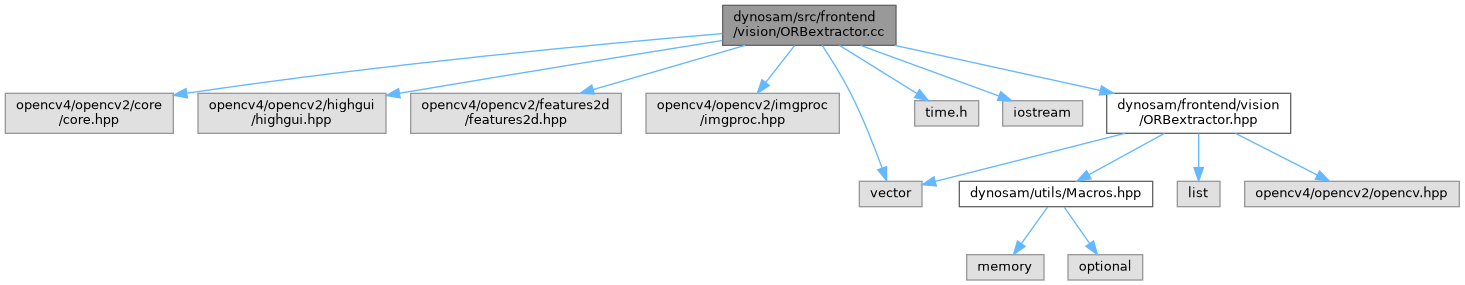 dynosam/src/frontend
/vision/ORBextractor.cc
opencv4/opencv2/core
/core.hpp
opencv4/opencv2/highgui
/highgui.hpp
opencv4/opencv2/features2d
/features2d.hpp
opencv4/opencv2/imgproc
/imgproc.hpp
time.h
iostream
dynosam/frontend/vision
/ORBextractor.hpp
vector
dynosam/utils/Macros.hpp
list
opencv4/opencv2/opencv.hpp
memory
optional